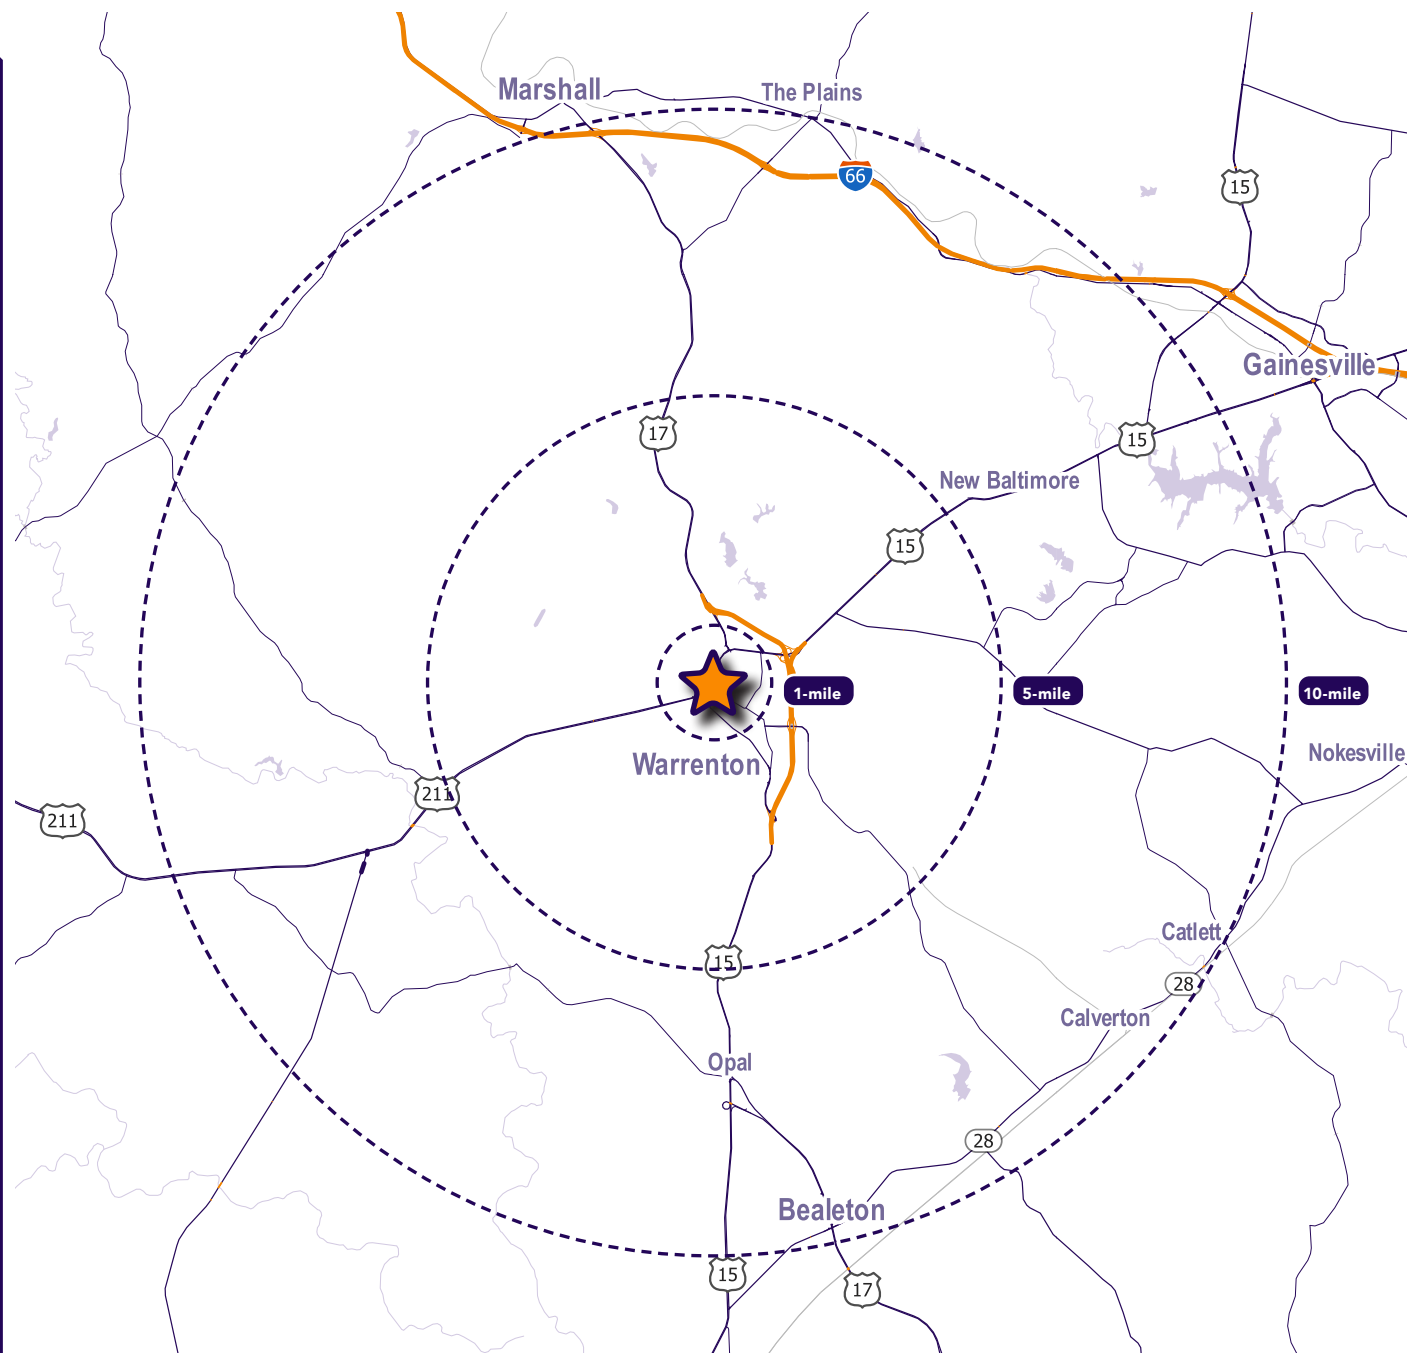 Marshall
The Plains
66
15
Gainesville
17
15
New Baltimore
15
1-mile
5-mile
10-mile
Nokesville
Warrenton
211
211
Catlett
15
28
Calverton
Opal
28
Bealeton
15
17